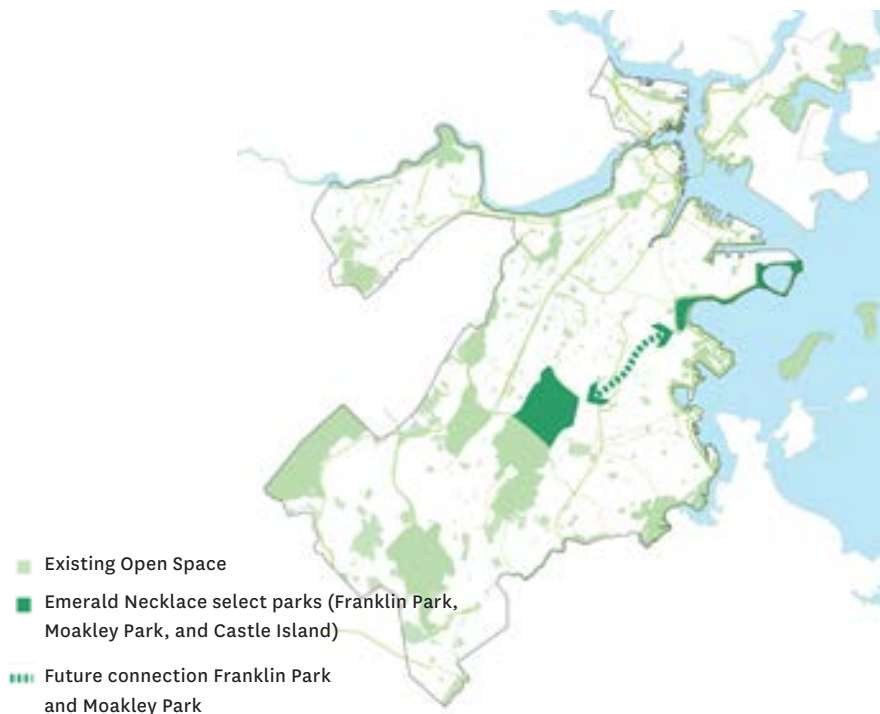 Existing Open Space
Emerald Necklace select parks (Franklin Park,
Moakley Park, and Castle Island)
Future connection Franklin Park
and Moakley Park